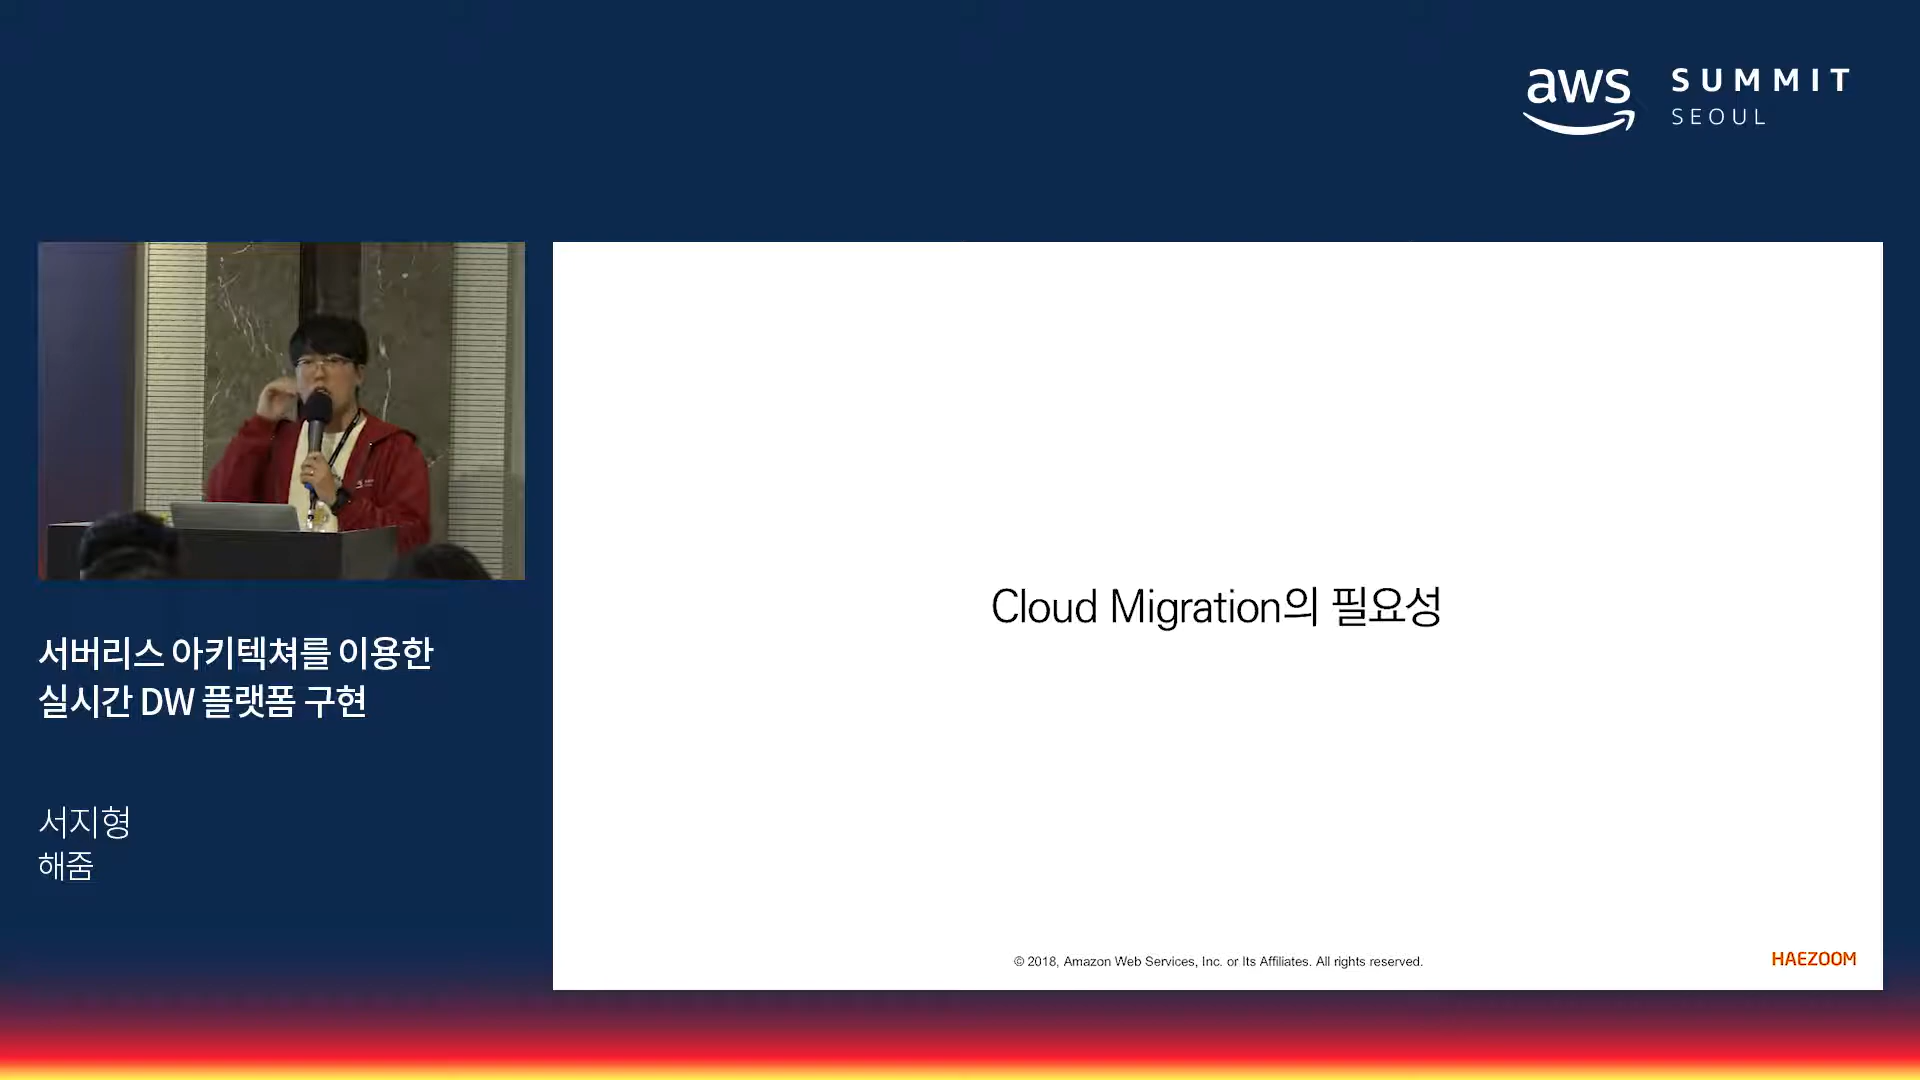 aws SUMMIT
SEOUL
Cloud Migration의 필요성
서버리스 아키텍쳐를 이용한
실시간 DW 플랫폼 구현
서지형
해줌
© 2018, Amazon Web Services, Inc. or Its Affiliates. All rights reserved.
HAEZOOM